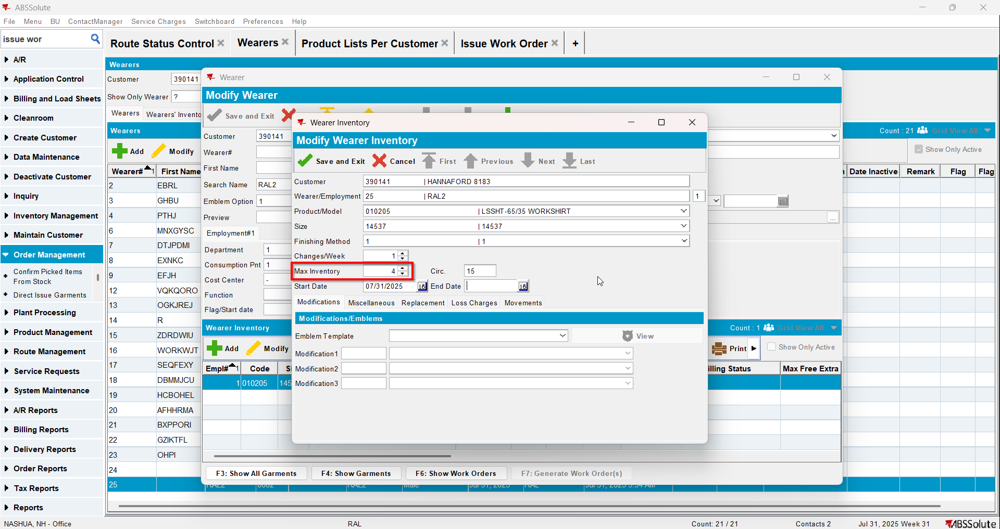 ABSSolute
File Menu BU ContactManager Service Charges Switchboard Preferences Help
issue wor
Route Status Control Wearers Product Lists Per Customer Issue Work Order +
A/R
Application Control
Billing and Load Sheets
Cleanroom
Create Customer
Data Maintenance
Deactivate Customer
Inquiry
Inventory Management
Maintain Customer
Order Management
Confirm Picked Items
From Stock
Direct Issue Garments
Plant Processing
Product Management
Route Management
Service Requests
System Maintenance
A/R Reports
Billing Reports
Delivery Reports
Order Reports
Tax Reports
Reports
Wearers
Customer 390141
Show Only Wearer ?
Wearers Wearers' Invento
Wearers Count : 21 Grid View All
Add Modify Show Only Active
Wearer# 1 First Name Date Inactive Remark Flag Flag
2 EBRL
3 GHBU
4 PTHJ
6 MNXGYSC
7 DTJPDMI
8 EXNKC
9 EFJH
12 VQKQORO
13 OGKJREJ
14 R
15 ZDRDWIU
16 WORKWJT
17 SEQFEXY
18 DBMMJCU
19 HCBOHEL
20 AFHHRMA
21 BXPPORI
22 GZIKTFL
23 OHPI
24
25 RAL2 0002 RAL2 Male Jul 31, 2025 RAL Jul 31, 2025 3:34 AM
Wearer
Modify Wearer
Save and Exit
Customer 390141
Wearer#
First Name
Search Name RAL2
Emblem Option 1
Preview ...
Employment#1
Department 1
Consumption Pnt 1
Cost Center -
Function
Flag/Start date
Wearer Inventory Count : 1 Grid View All
Add Modify Print Show Only Active
Empl# 1 Code Si illing Status Max Free Extra
1 010205 145
F3: Show All Garments F4: Show Garments F6: Show Work Orders F7: Generate Work Order(s)
Wearer Inventory
Modify Wearer Inventory
Save and Exit Cancel First Previous Next Last
Customer 390141 | HANNAFORD 8183
Wearer/Employment 25 | RAL2 1
Product/Model 010205 | LSSHT-65/35 WORKSHIRT
Size 14537 | 14537
Finishing Method 1 | 1
Changes/Week 1
Max Inventory 4 Circ. 15
Start Date 07/31/2025 16 End Date 16
Modifications Miscellaneous Replacement Loss Charges Movements
Modifications/Emblems
Emblem Template View
Modification1
Modification2
Modification3
NASHUA, NH - Office RAL Count: 21 / 21 Contacts 2 Jul 31, 2025 Week 31 ABSSolute